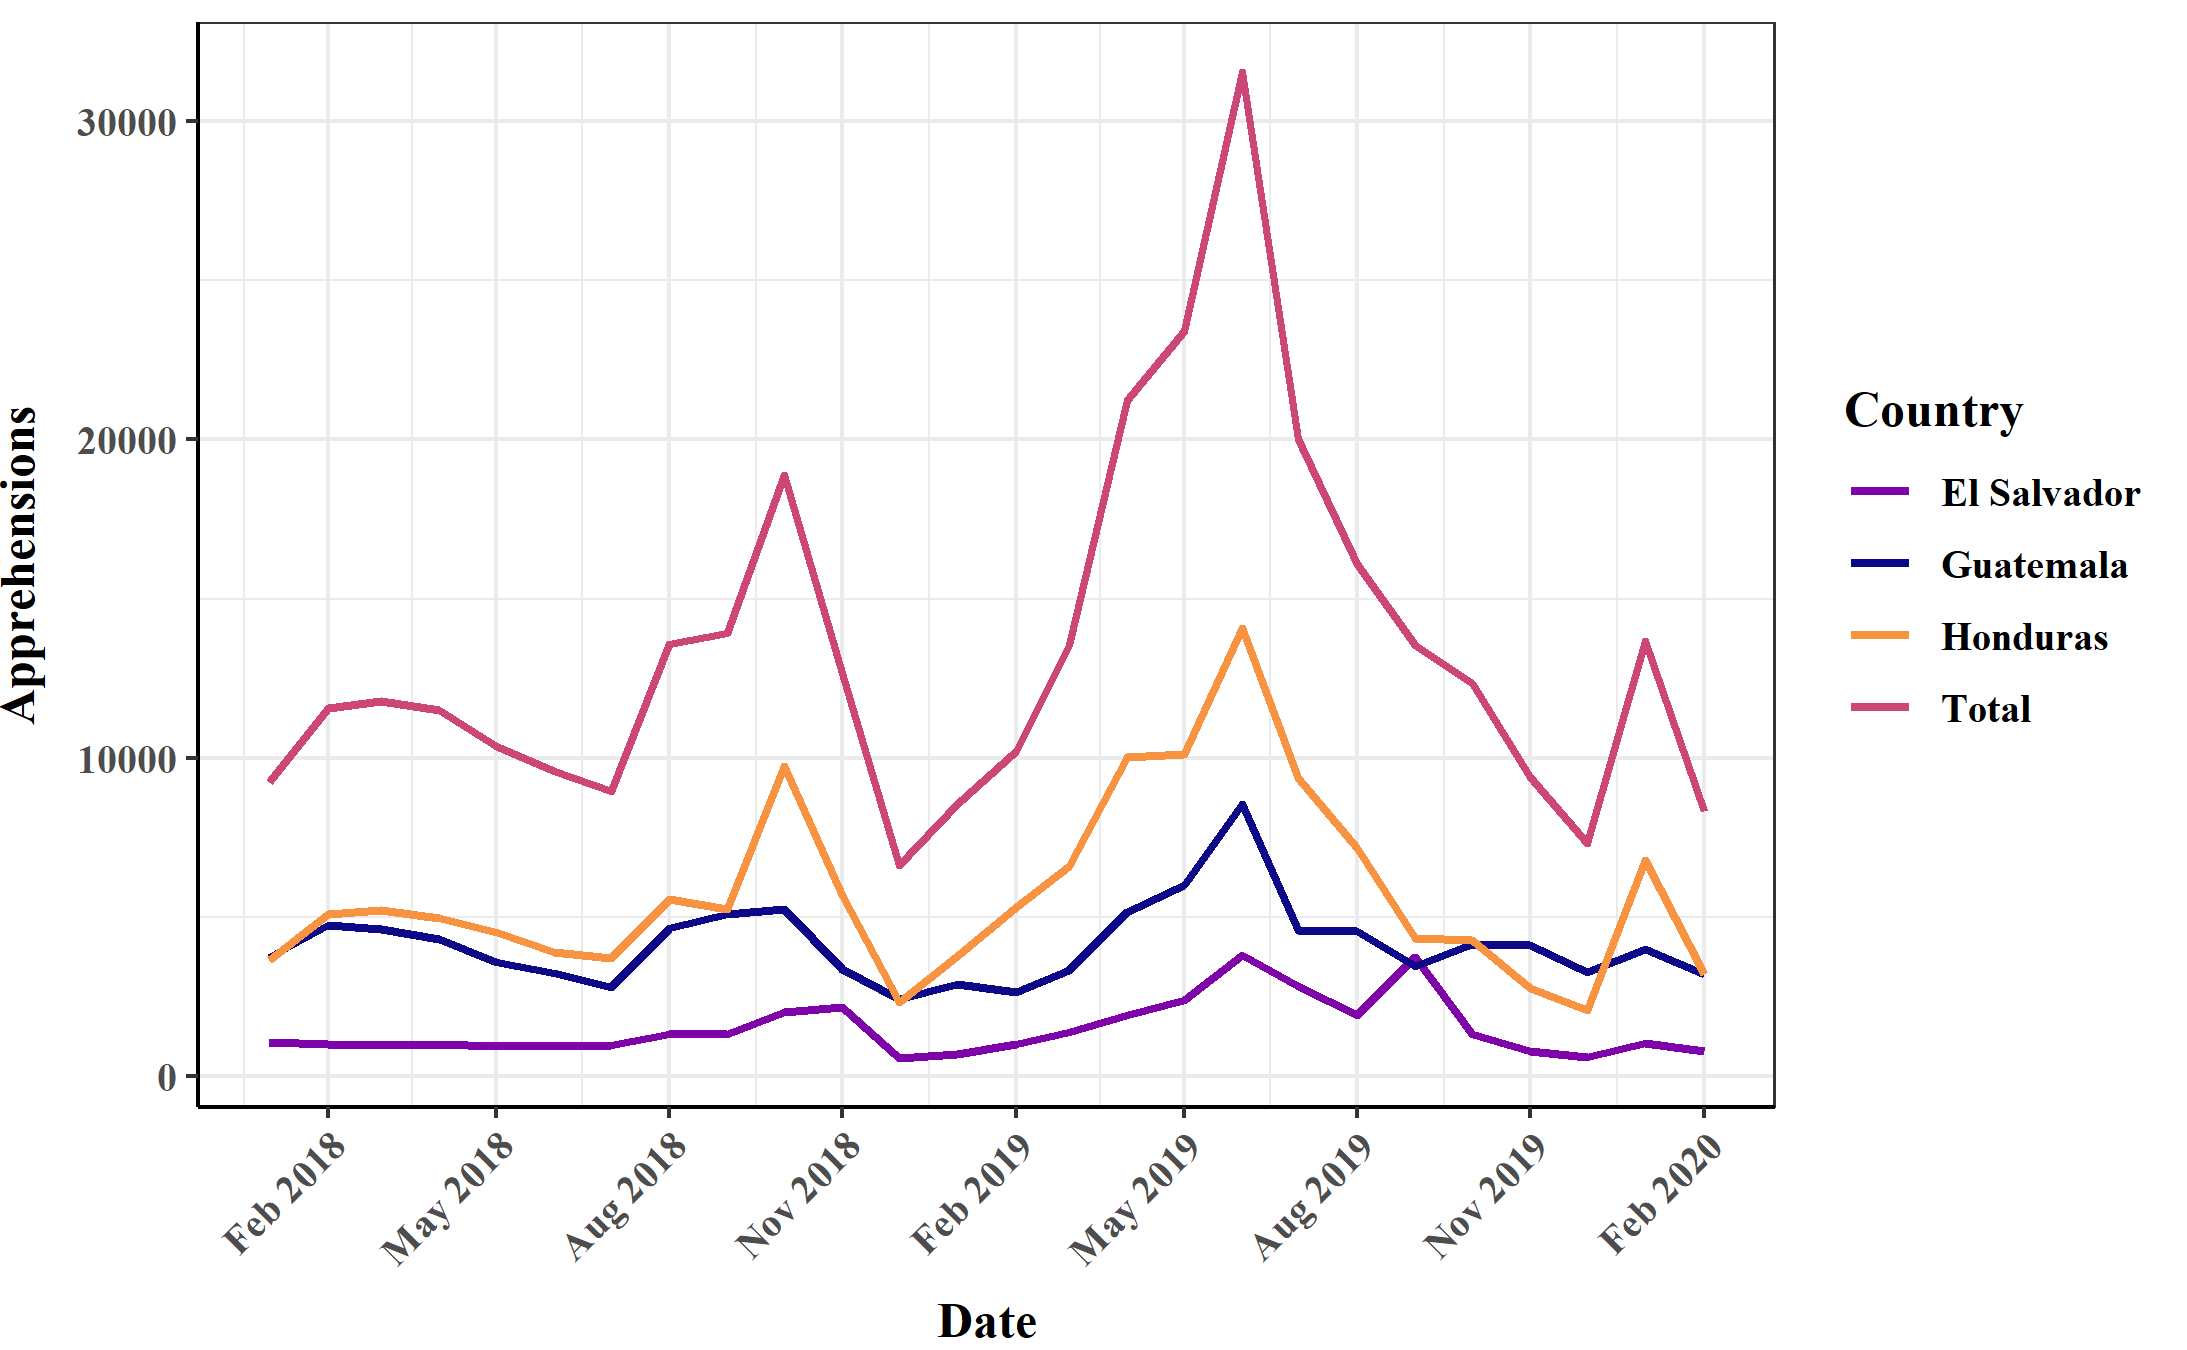 Apprehensions
30000
20000
10000
0
Feb 2018
May 2018
Aug 2018
Nov 2018
Feb 2019
May 2019
Aug 2019
Nov 2019
Feb 2020
Date
Country
El Salvador
Guatemala
Honduras
Total